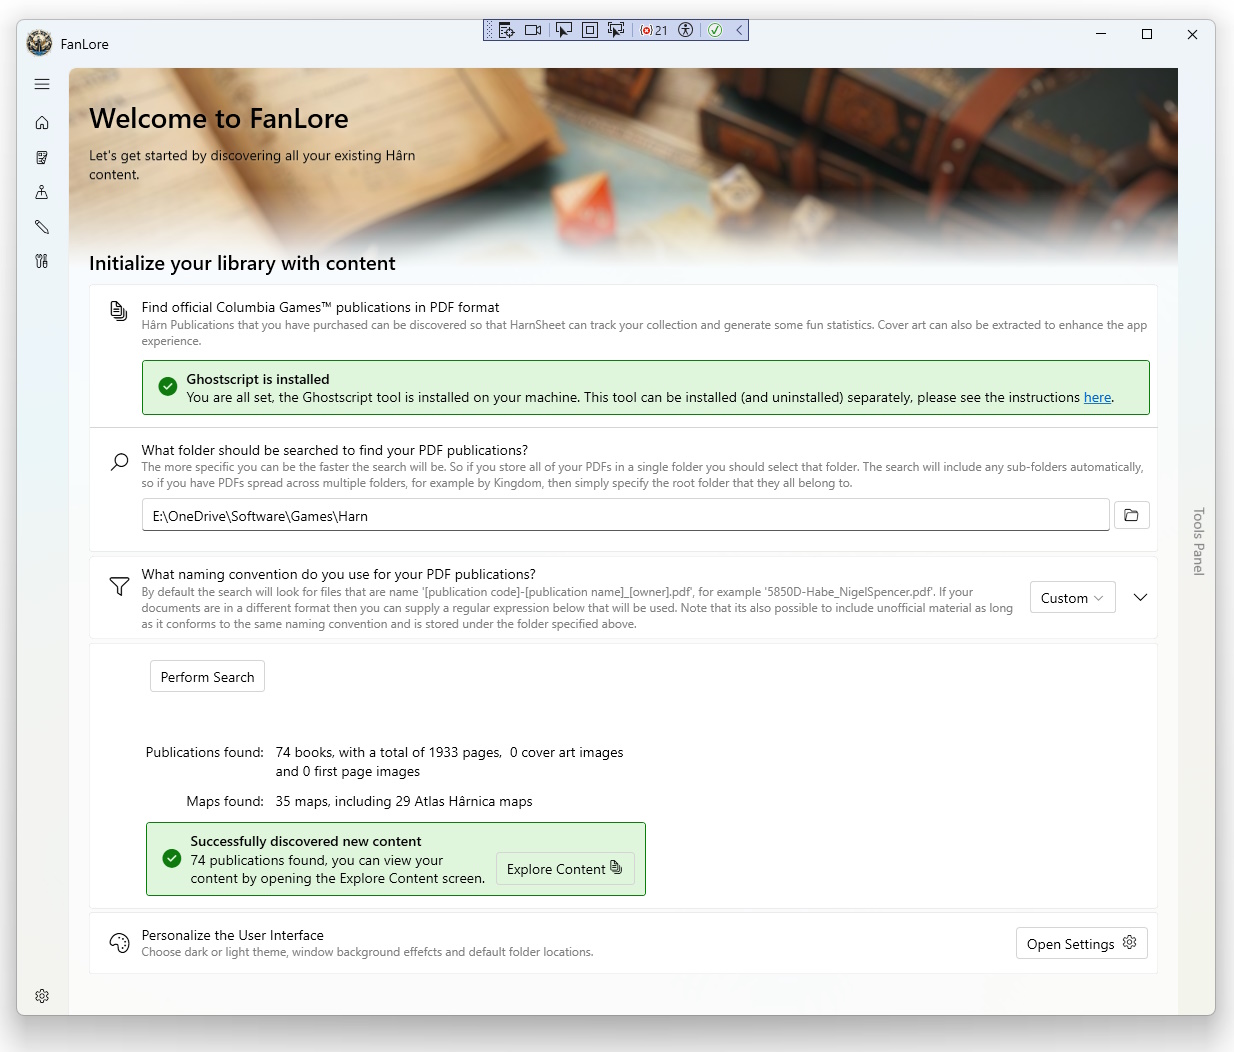 21
FanLore
Welcome to FanLore
Let's get started by discovering all your existing Hârn
content.
Initialize your library with content
Find official Columbia Games™ publications in PDF format
Hârn Publications that you have purchased can be discovered so that HarnSheet can track your collection and generate some fun statistics. Cover art can also be extracted to enhance the app
experience.
Ghostscript is installed
You are all set, the Ghostscript tool is installed on your machine. This tool can be installed (and uninstalled) separately, please see the instructions here.
What folder should be searched to find your PDF publications?
The more specific you can be the faster the search will be. So if you store all of your PDFs in a single folder you should select that folder. The search will include any sub-folders automatically,
so if you have PDFs spread across multiple folders, for example by Kingdom, then simply specify the root folder that they all belong to.
E:\OneDrive\Software\Games\Harn
Tools Panel
What naming convention do you use for your PDF publications?
By default the search will look for files that are name '[publication code]-[publication name]_[owner].pdf', for example '5850D-Habe_NigelSpencer.pdf'. If your
documents are in a different format then you can supply a regular expression below that will be used. Note that its also possible to include unofficial material as long
as it conforms to the same naming convention and is stored under the folder specified above.
Custom
Perform Search
Publications found: 74 books, with a total of 1933 pages, 0 cover art images
and 0 first page images
Maps found: 35 maps, including 29 Atlas Hârnica maps
Successfully discovered new content
74 publications found, you can view your
content by opening the Explore Content screen.
Explore Content
Personalize the User Interface
Choose dark or light theme, window background effefcts and default folder locations.
Open Settings